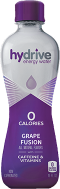 hydrive
energy water
0
CALORIES
GRAPE
FUSION
CAFFEINE
& VITAMINS